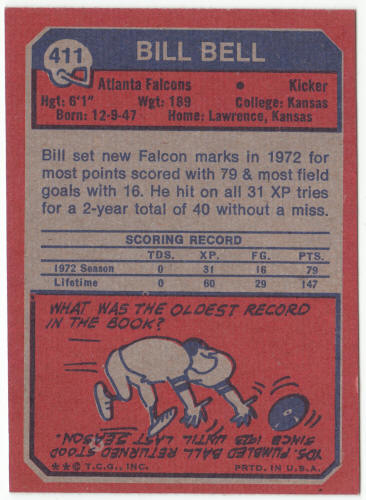 411
BILL BELL
Atlanta Falcons • Kicker
Hgt: 6'1" Wgt: 189 College: Kansas
Born: 12-9-47 Home: Lawrence, Kansas
Bill set new Falcon marks in 1972 for
most points scored with 79 & most field
goals with 16. He hit on all 31 XP tries
for a 2-year total of 40 without a miss.
SCORING RECORD
TDS. XP. FG. PTS.
1972 Season 0 31 16 79
Lifetime 0 60 29 147
WHAT WAS THE OLDEST RECORD
IN THE BOOK?
YDS. FUMBLED BALL RETURNED STOOD
SINCE 1923 UNTIL LAST SEASON.
**© T.C.G., INC. PRTD. IN U.S.A.